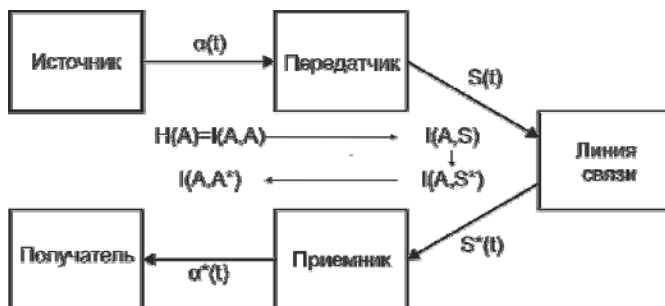 Источник
α(t)
Передатчик
S(t)
H(A)=I(A,A)
I(A,S)
I(A,A*)
I(A,S*)
Линия
связи
Получатель
α*(t)
Приемник
S*(t)